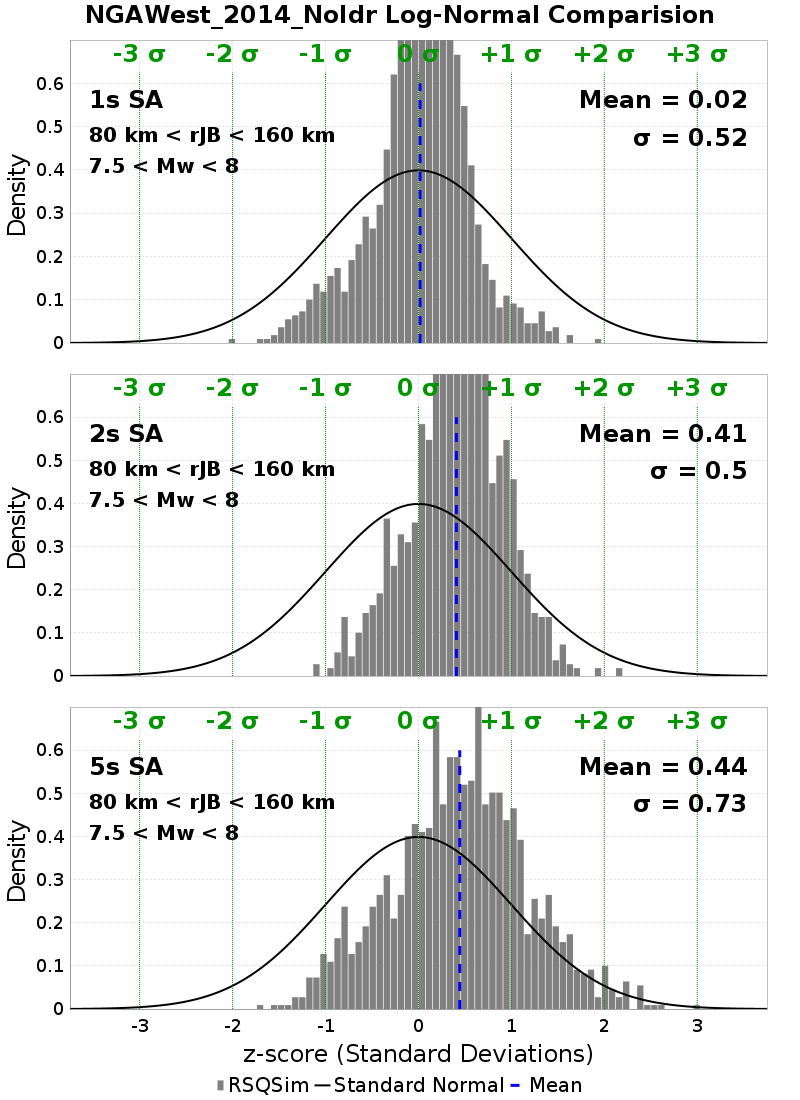 NGAWest_2014_NoIdr Log-Normal Comparision
-3 σ -2 σ -1 σ 0 σ +1 σ +2 σ +3 σ
0.6
1s SA Mean = 0.02
0.5
80 km < rJB < 160 km σ = 0.52
0.4
7.5 < Mw < 8
Density
0.3
0.2
0.1
0
-3 σ -2 σ -1 σ 0 σ +1 σ +2 σ +3 σ
0.6
2s SA Mean = 0.41
0.5
80 km < rJB < 160 km σ = 0.5
0.4
7.5 < Mw < 8
Density
0.3
0.2
0.1
0
-3 σ -2 σ -1 σ 0 σ +1 σ +2 σ +3 σ
0.6
5s SA Mean = 0.44
0.5
80 km < rJB < 160 km σ = 0.73
0.4
7.5 < Mw < 8
Density
0.3
0.2
0.1
0
-3 -2 -1 0 1 2 3
z-score (Standard Deviations)
RSQSim Standard Normal Mean